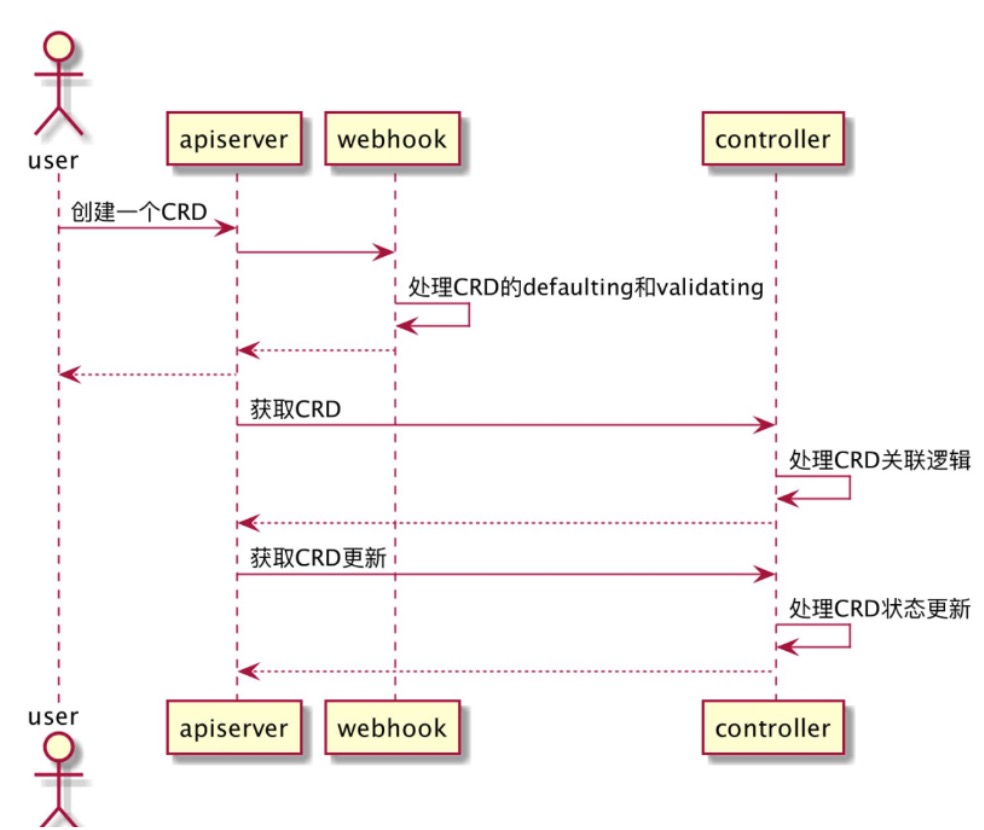 user
apiserver
webhook
controller
创建一个CRD
处理CRD的defaulting和validating
获取CRD
处理CRD关联逻辑
获取CRD更新
处理CRD状态更新
user
apiserver
webhook
controller